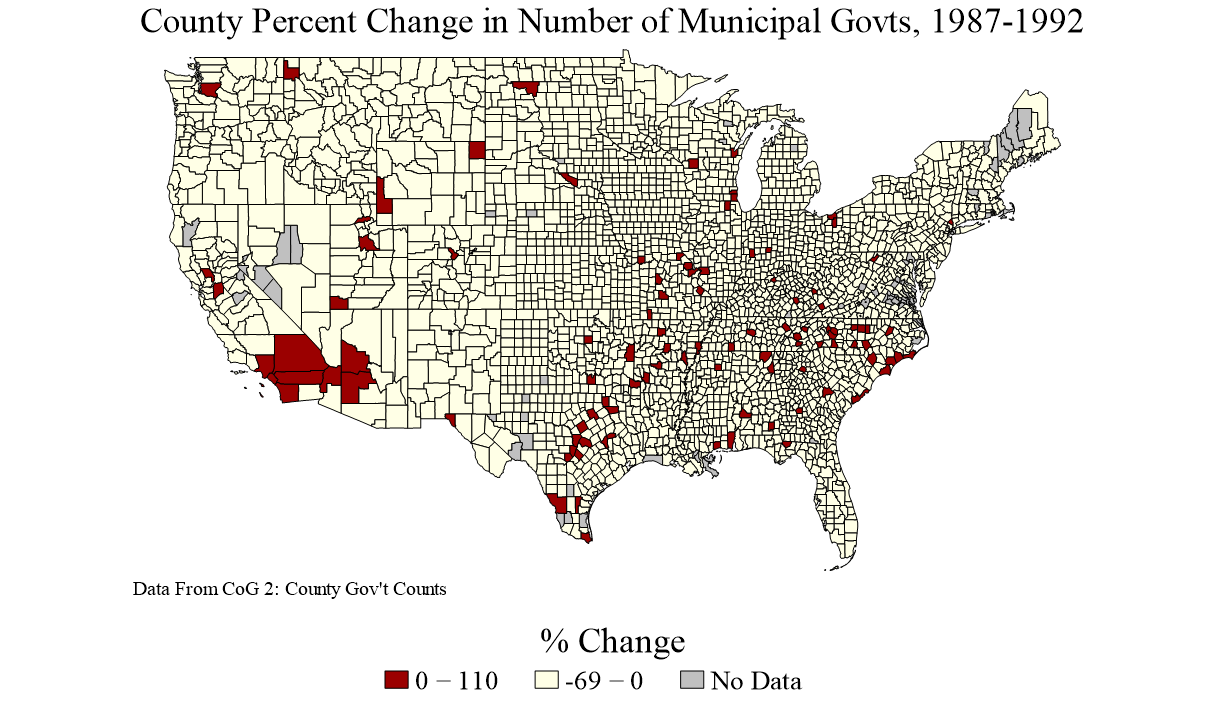 County Percent Change in Number of Municipal Govts, 1987-1992
Data From CoG 2: County Gov't Counts
% Change
0 − 110 -69 − 0 No Data